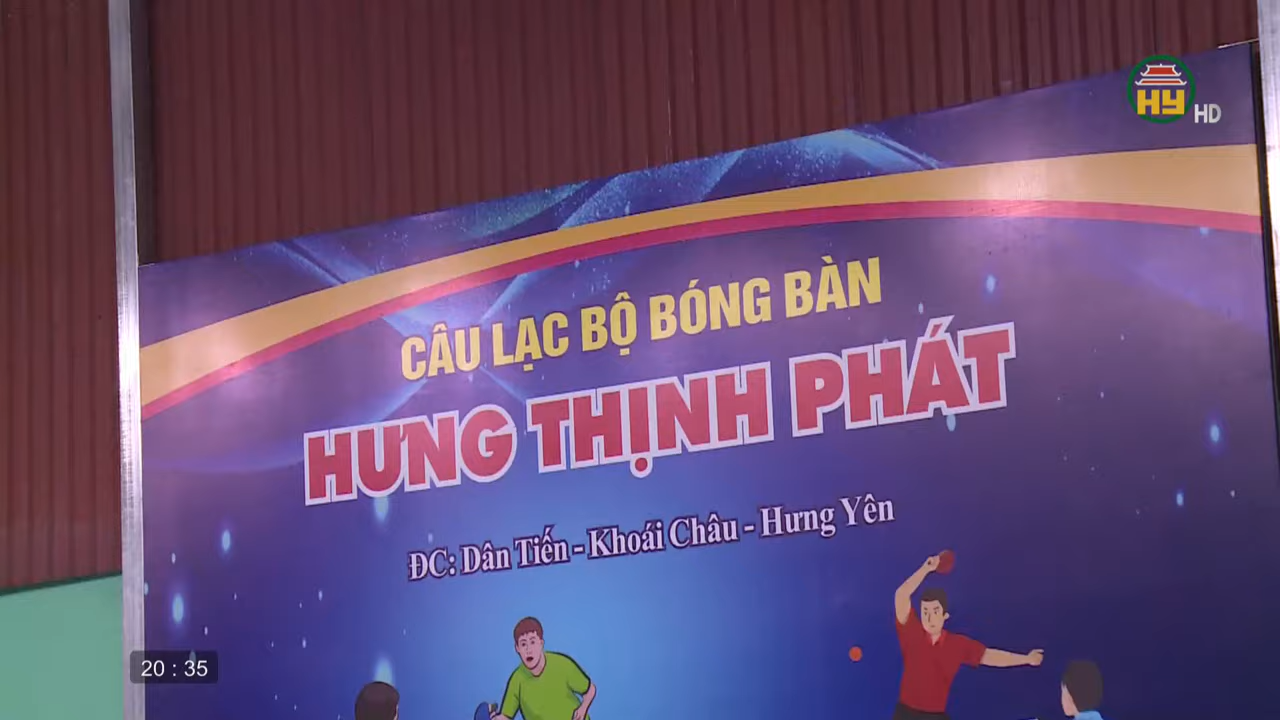 HY HD
CÂU LẠC BỘ BÓNG BÀN
HƯNG THỊNH PHÁT
ĐC: Dân Tiến - Khoái Châu - Hưng Yên
20 : 35